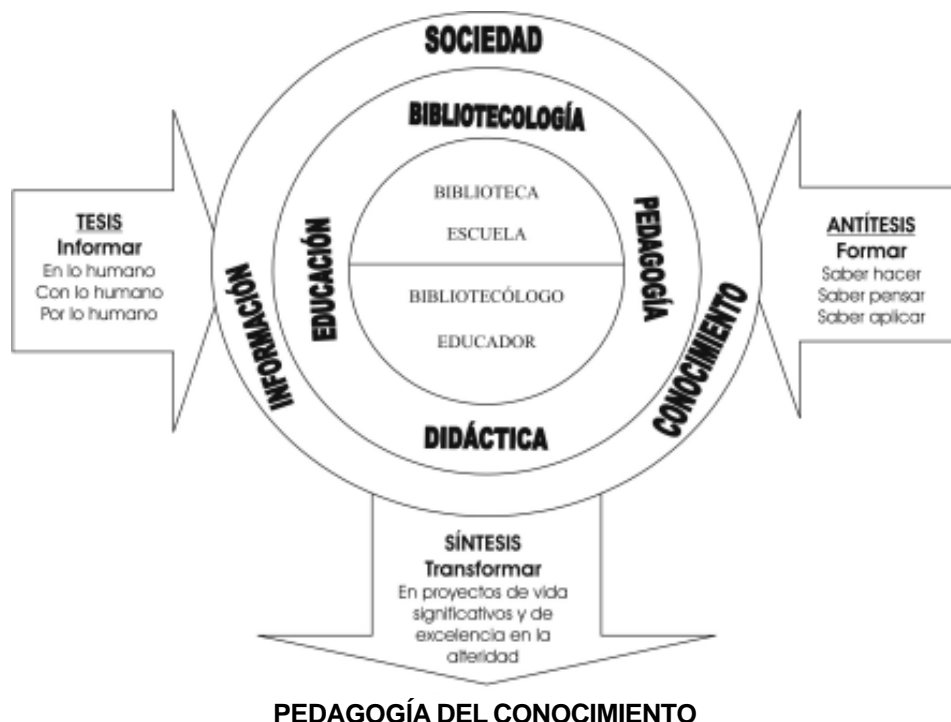 SOCIEDAD
BIBLIOTECOLOGÍA
BIBLIOTECA
ESCUELA
BIBLIOTECÓLOGO
EDUCADOR
EDUCACIÓN
PEDAGOGÍA
DIDÁCTICA
INFORMACIÓN
CONOCIMIENTO
TESIS
Informar
En lo humano
Con lo humano
Por lo humano
ANTÍTESIS
Formar
Saber hacer
Saber pensar
Saber aplicar
SÍNTESIS
Transformar
En proyectos de vida
significativos y de
excelencia en la
alteridad
PEDAGOGÍA DEL CONOCIMIENTO